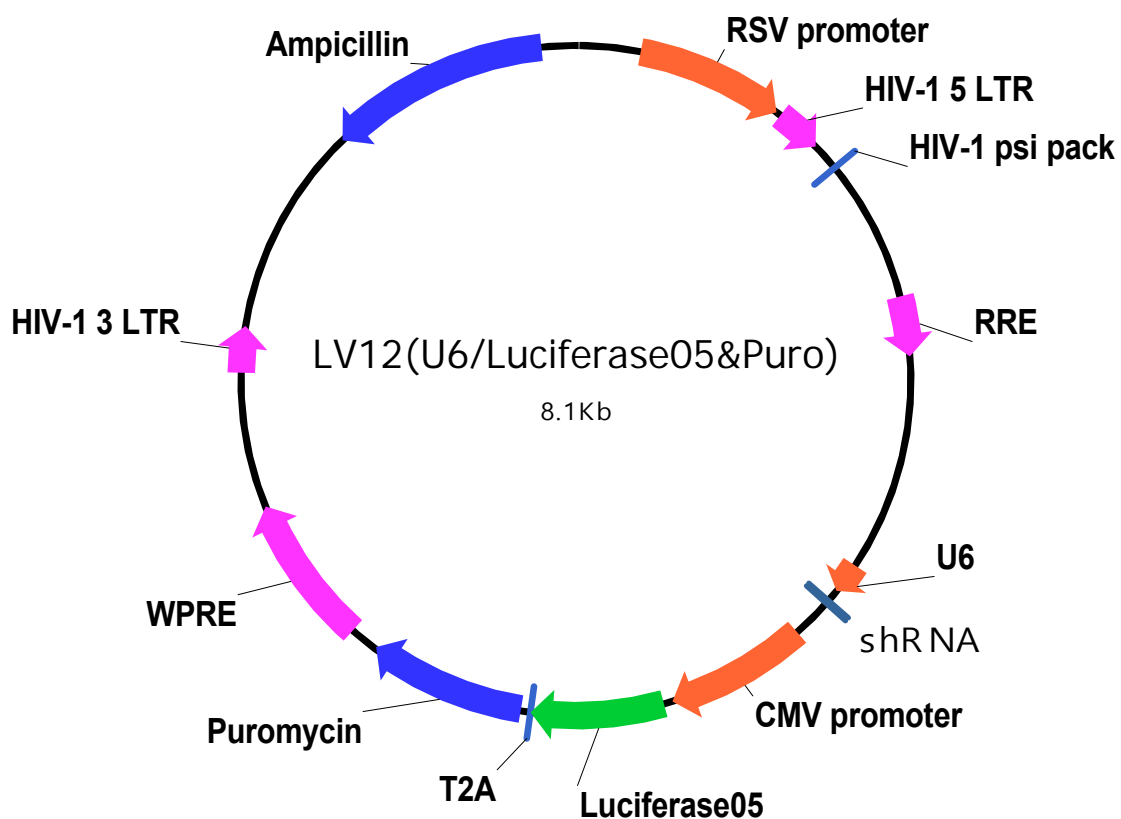 RSV promoter
Ampicillin
HIV-1 5 LTR
HIV-1 psi pack
HIV-1 3 LTR
RRE
LV12(U6/Luciferase05&Puro)
8.1Kb
U6
WPRE
shRNA
CMV promoter
Puromycin
T2A
Luciferase05